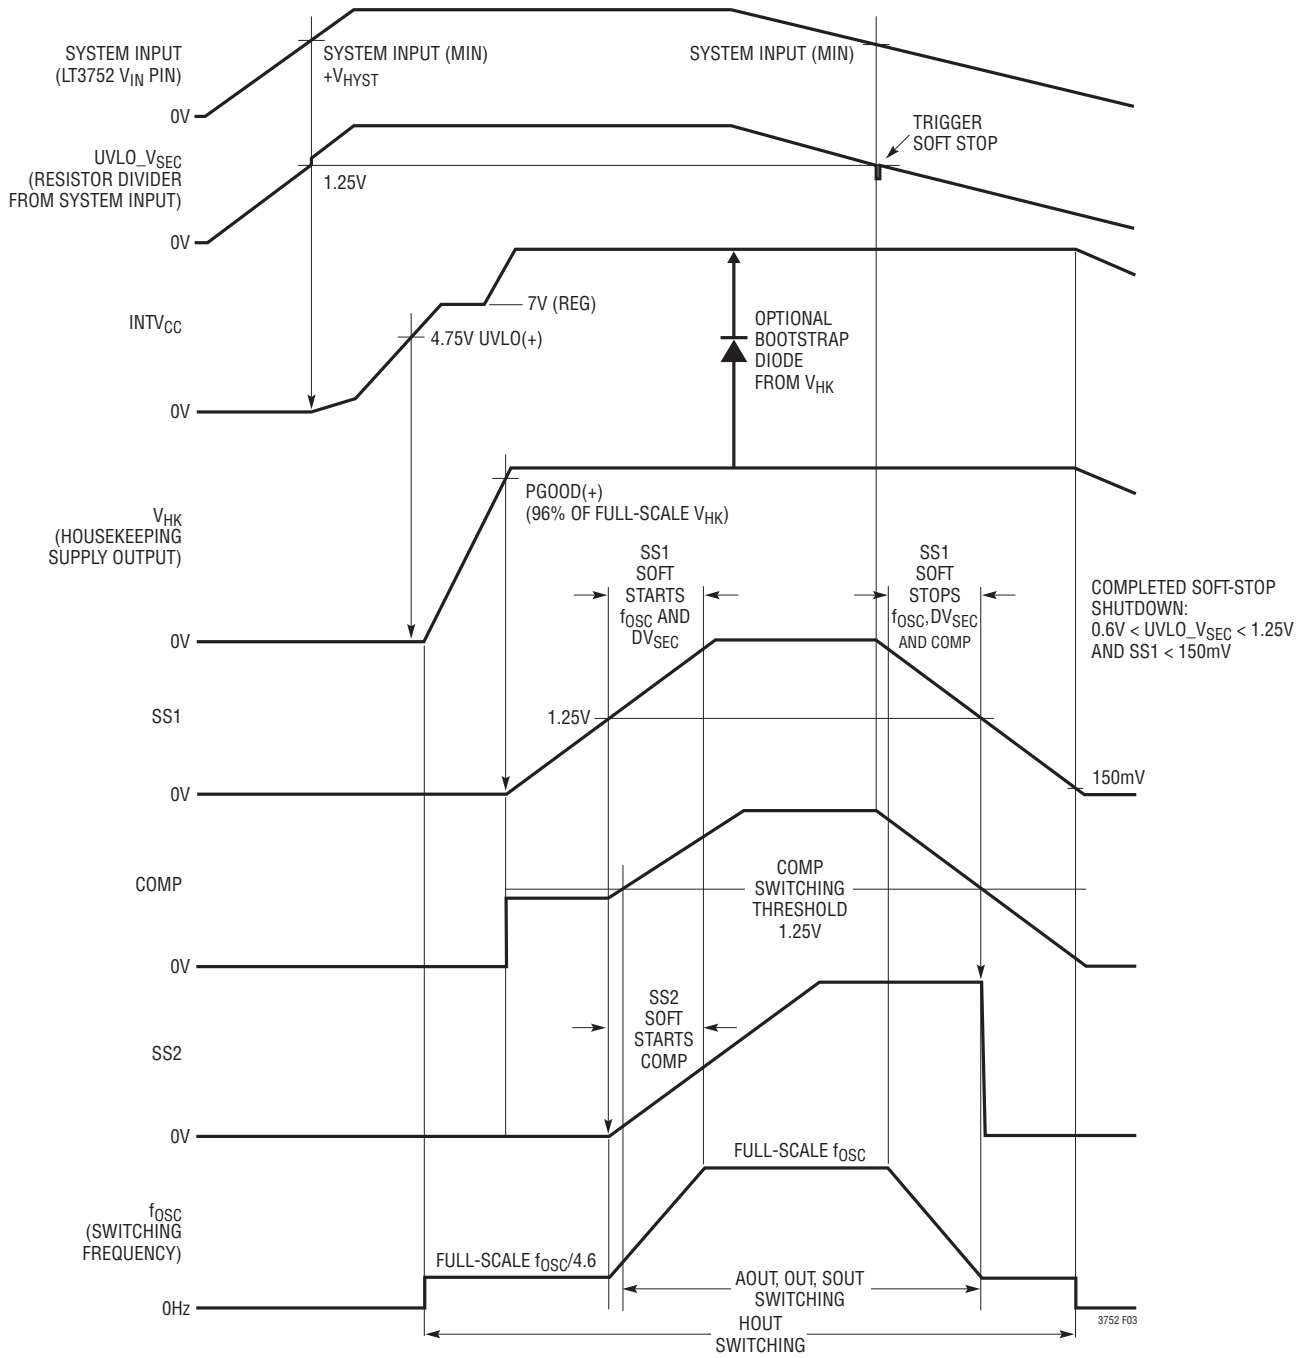 SYSTEM INPUT
(LT3752 VIN PIN)
0V
SYSTEM INPUT (MIN)
+VHYST
SYSTEM INPUT (MIN)
UVLO_VSEC
(RESISTOR DIVIDER
FROM SYSTEM INPUT)
0V
1.25V
TRIGGER
SOFT STOP
INTVCC
0V
7V (REG)
4.75V UVLO(+)
OPTIONAL
BOOTSTRAP
DIODE
FROM VHK
VHK
(HOUSEKEEPING
SUPPLY OUTPUT)
0V
PGOOD(+)
(96% OF FULL-SCALE VHK)
SS1
SOFT
STARTS
fOSC AND
DVSEC
SS1
SOFT
STOPS
fOSC, DVSEC
AND COMP
COMPLETED SOFT-STOP
SHUTDOWN:
0.6V < UVLO_VSEC < 1.25V
AND SS1 < 150mV
SS1
1.25V
0V
150mV
COMP
COMP
SWITCHING
THRESHOLD
1.25V
0V
SS2
SS2
SOFT
STARTS
COMP
0V
FULL-SCALE fOSC
fOSC
(SWITCHING
FREQUENCY)
FULL-SCALE fOSC/4.6
0Hz
AOUT, OUT, SOUT
SWITCHING
HOUT
SWITCHING
3752 F03